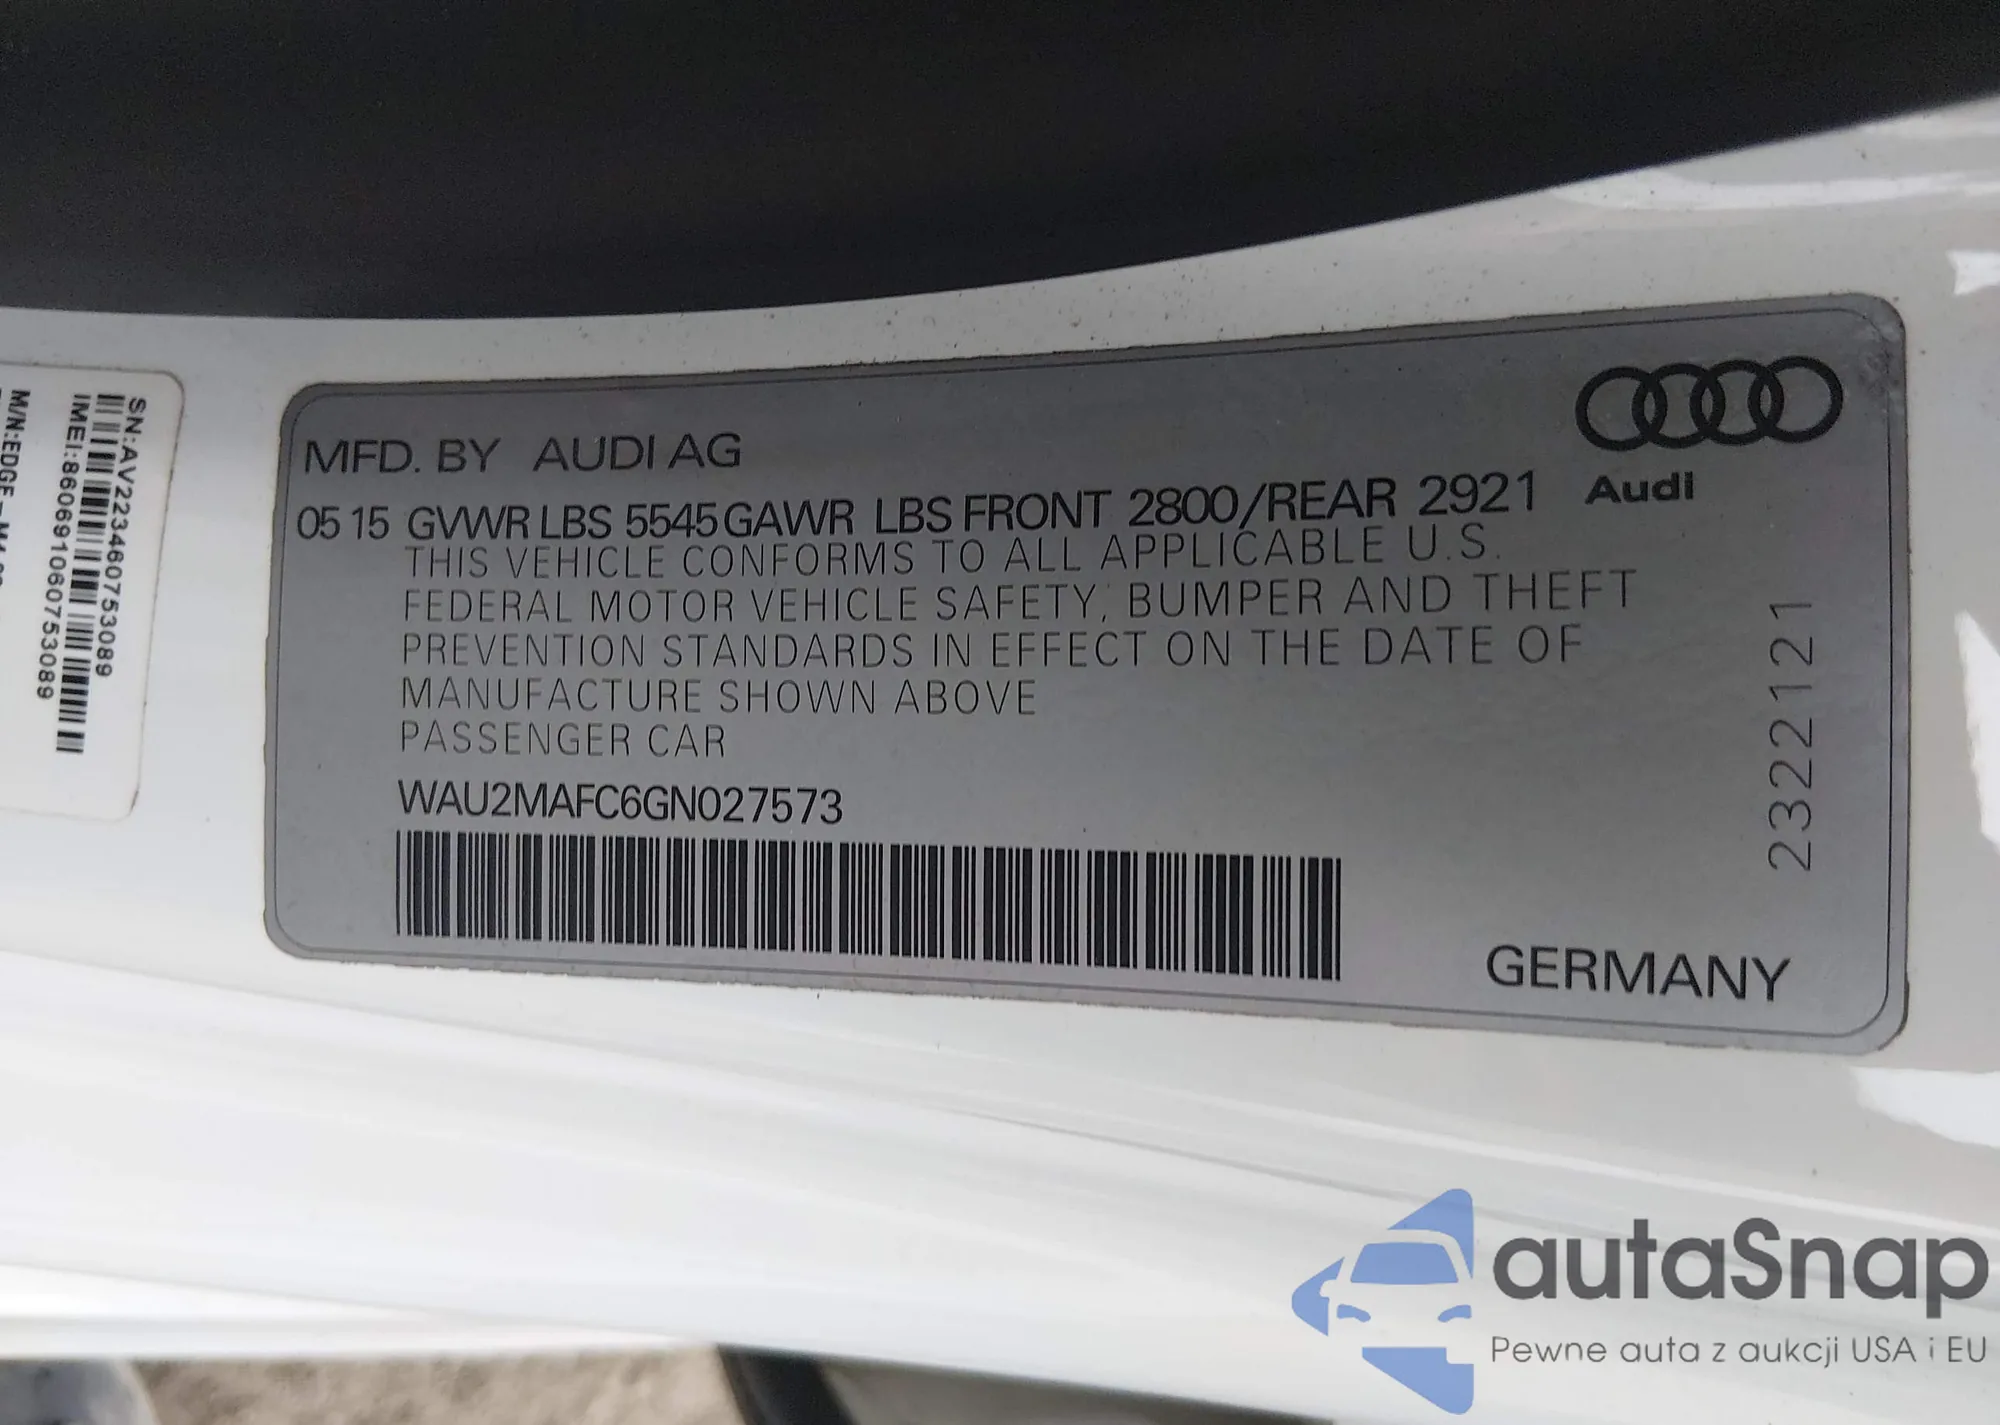 MFD. BY AUDI AG
05 15 GVWR LBS 5545 GAWR LBS FRONT 2800/REAR 2921
THIS VEHICLE CONFORMS TO ALL APPLICABLE U.S.
FEDERAL MOTOR VEHICLE SAFETY, BUMPER AND THEFT
PREVENTION STANDARDS IN EFFECT ON THE DATE OF
MANUFACTURE SHOWN ABOVE
PASSENGER CAR
WAU2MAFC6GN027573
Audi
2322121
GERMANY
SN:AV223460753089
IMEI:860691060753089
autaSnap
Pewne auta z aukcji USA i EU